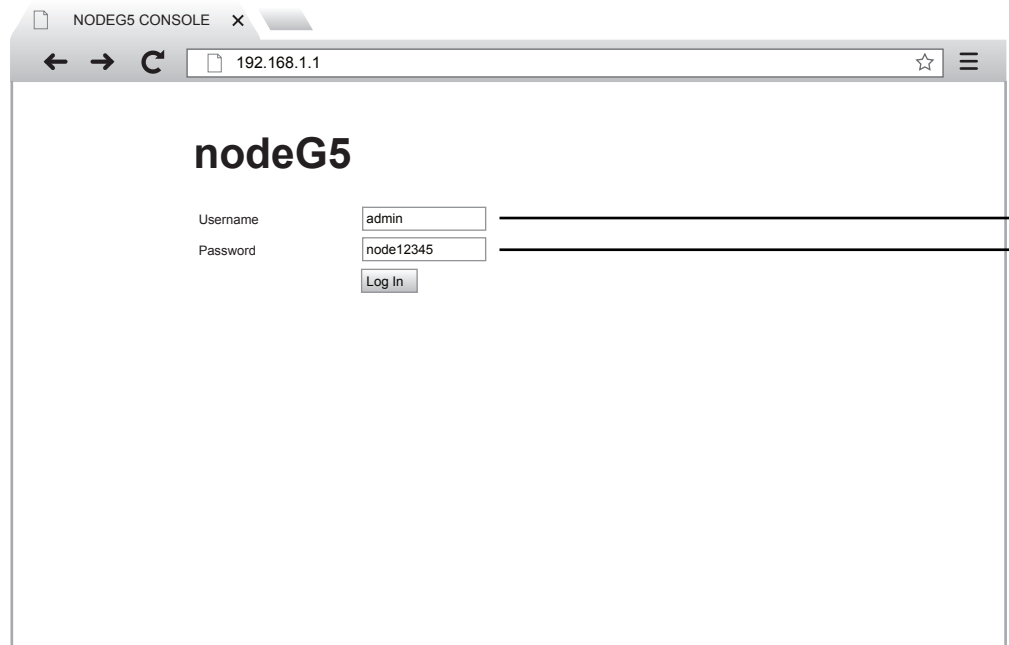 NODEG5 CONSOLE
192.168.1.1
nodeG5
Username admin
Password node12345
Log In